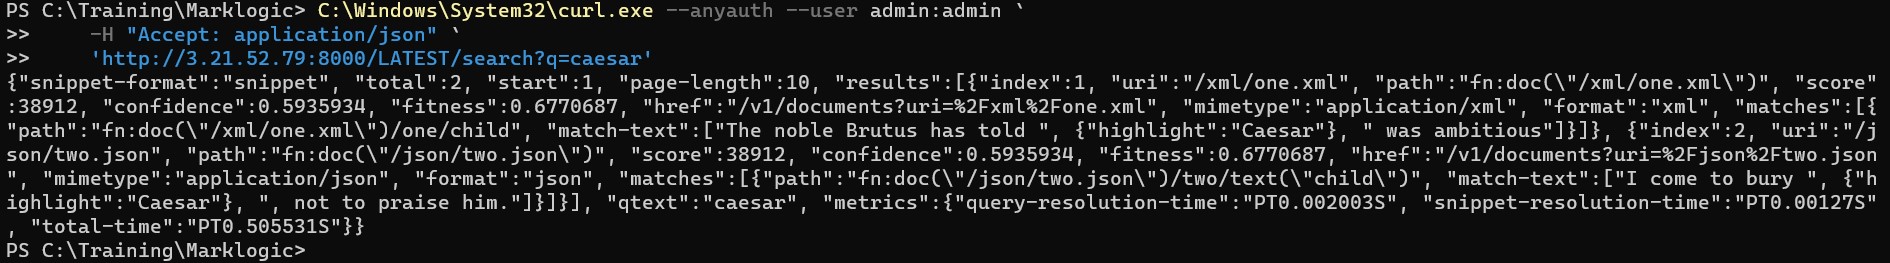 PS C:\Training\Marklogic> C:\Windows\System32\curl.exe --anyauth --user admin:admin `
>>     -H "Accept: application/json" `
>>     'http://3.21.52.79:8000/LATEST/search?q=caesar'
{"snippet-format":"snippet", "total":2, "start":1, "page-length":10, "results":[{"index":1, "uri":"/xml/one.xml", "path":"fn:doc(\"/xml/one.xml\")", "score"
:38912, "confidence":0.5935934, "fitness":0.6770687, "href":"/v1/documents?uri=%2Fxml%2Fone.xml", "mimetype":"application/xml", "format":"xml", "matches":[{
"path":"fn:doc(\"/xml/one.xml\")/one/child", "match-text":["The noble Brutus has told ", {"highlight":"Caesar"}, " was ambitious"]}]}, {"index":2, "uri":"/j
son/two.json", "path":"fn:doc(\"/json/two.json\")", "score":38912, "confidence":0.5935934, "fitness":0.6770687, "href":"/v1/documents?uri=%2Fjson%2Ftwo.json
", "mimetype":"application/json", "format":"json", "matches":[{"path":"fn:doc(\"/json/two.json\")/two/text(\"child\")", "match-text":["I come to bury ", {"h
ighlight":"Caesar"}, ", not to praise him."]}]}], "qtext":"caesar", "metrics":{"query-resolution-time":"PT0.002003S", "snippet-resolution-time":"PT0.00127S"
, "total-time":"PT0.505531S"}}
PS C:\Training\Marklogic>